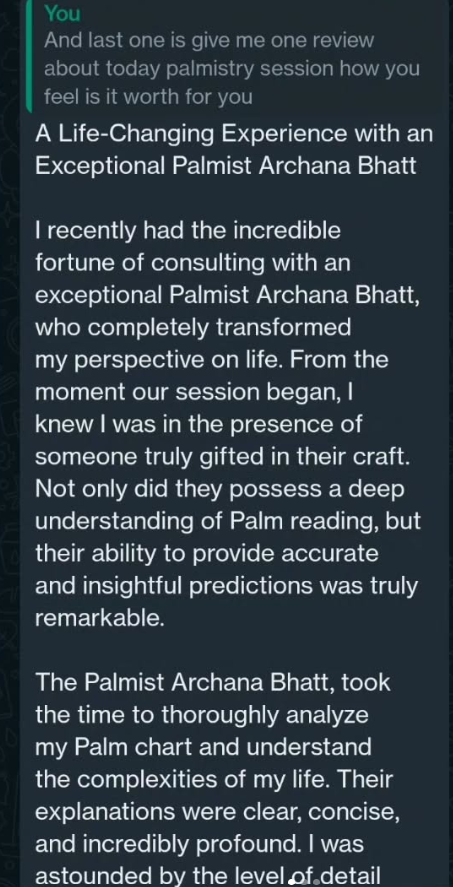 You
And last one is give me one review
about today palmistry session how you
feel is it worth for you
A Life-Changing Experience with an
Exceptional Palmist Archana Bhatt
I recently had the incredible
fortune of consulting with an
exceptional Palmist Archana Bhatt,
who completely transformed
my perspective on life. From the
moment our session began, I
knew I was in the presence of
someone truly gifted in their craft.
Not only did they possess a deep
understanding of Palm reading, but
their ability to provide accurate
and insightful predictions was truly
remarkable.
The Palmist Archana Bhatt, took
the time to thoroughly analyze
my Palm chart and understand
the complexities of my life. Their
explanations were clear, concise,
and incredibly profound. I was
astounded by the level of detail